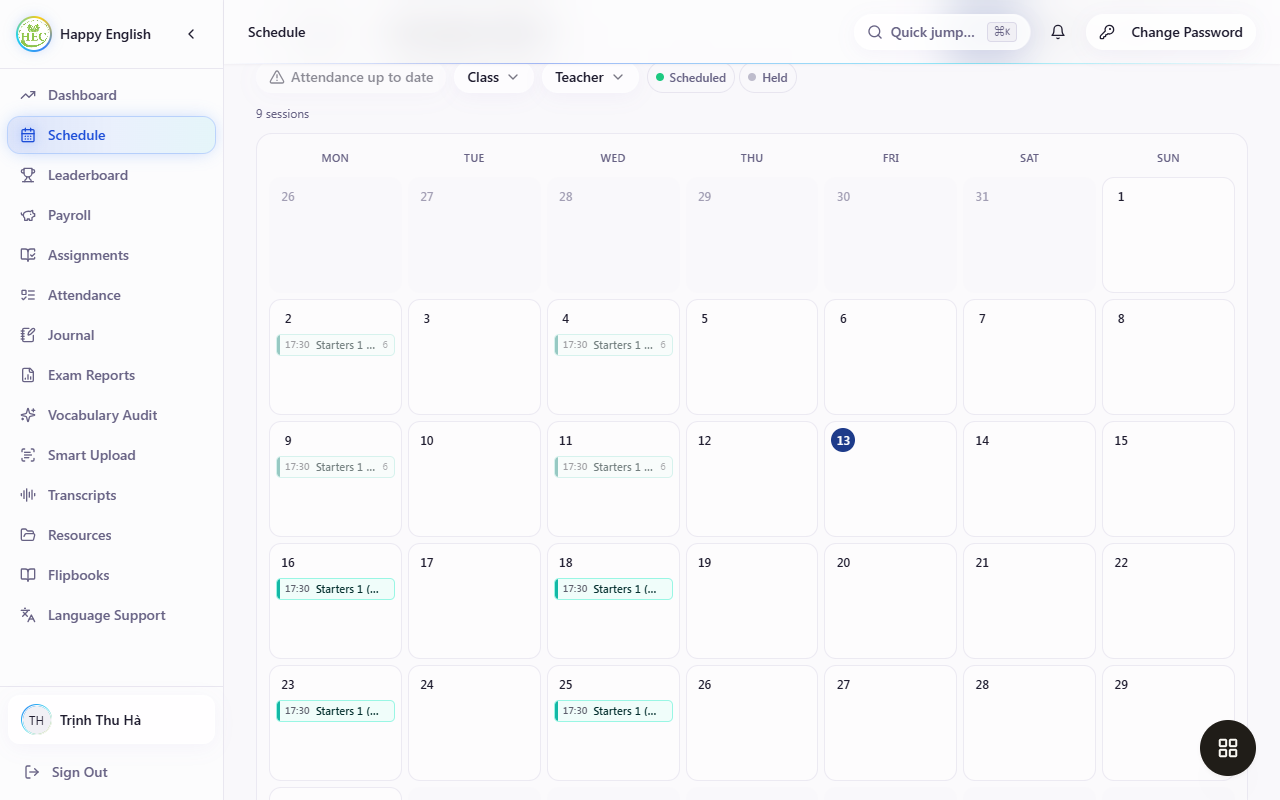 HEC
Happy English
Schedule
Quick jump...
⌘K
Change Password
Dashboard
Schedule
Leaderboard
Payroll
Assignments
Attendance
Journal
Exam Reports
Vocabulary Audit
Smart Upload
Transcripts
Resources
Flipbooks
Language Support
TH
Trịnh Thu Hà
Sign Out
Attendance up to date
Class
Teacher
Scheduled
Held
9 sessions
MON TUE WED THU FRI SAT SUN
26 27 28 29 30 31 1
2 3 4 5 6 7 8
17:30 Starters 1 ... 6 17:30 Starters 1 ... 6
9 10 11 12 13 14 15
17:30 Starters 1 ... 6 17:30 Starters 1 ... 6
16 17 18 19 20 21 22
17:30 Starters 1 (... 17:30 Starters 1 (...
23 24 25 26 27 28 29
17:30 Starters 1 (... 17:30 Starters 1 (...